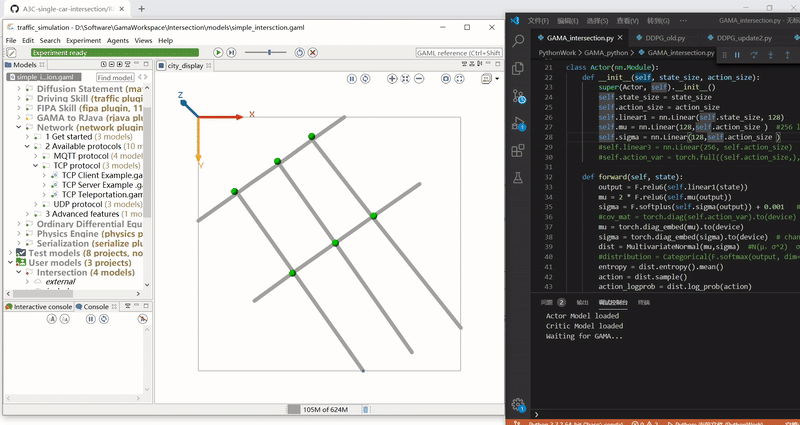 A3C-single-car-intersection/R
traffic_simulation - D:\Software\GamaWorkspace\Intersection\models\simple_intersction.gaml
File Edit Search Experiment Agents Views Help
Experiment ready
GAML reference (Ctrl+Shift
Models
simple_i...ion.gaml
Find model...
Diffusion Statement
Driving Skill (traffic plugin
FIPA Skill (fipa plugin, 11
GAMA to RJava (rjava plugin
Network (network plugin
1 Get started (3 models)
2 Available protocols (10 m
MQTT protocol (4 models)
TCP protocol (3 models)
TCP Client Example.gam
TCP Server Example .g
TCP Teleportation.gaml
UDP protocol (3 models)
3 Advanced features (2
Ordinary Differential Equ
Physics Engine (physics p
Serialization (serialize plu
Test models (8 projects, no
User models (3 projects)
Intersection (4 models)
external
Interactive console
Console
city_display
Z
X
Y
105M of 624M
文件(F) 编辑(E) 选择(S) 查看(V) 转到(G) ...
GAMA_intersection.py - 无标题
GAMA_intersection.py
DDPG_old.py
DDPG_update2.py
PythonWork > GAMA_python > GAMA_intersection.py
21 class Actor(nn.Module):
22 def __init__(self, state_size, action_size):
23 super(Actor, self).__init__()
24 self.state_size = state_size
25 self.action_size = action_size
26 self.linear1 = nn.Linear(self.state_size, 128)
27 self.mu = nn.Linear(128,self.action_size ) #256 l
28 self.sigma = nn.Linear(128,self.action_size )
29 #self.linear3 = nn.Linear(256, self.action_size)
#self.action_var = torch.full((self.action_size,),
33 def forward(self, state):
34 output = F.relu6(self.linear1(state))
35 mu = 2 * F.relu6(self.mu(output))
36 sigma = F.softplus(self.sigma(output)) + 0.001 #
37 #cov_mat = torch.diag(self.action_var).to(device)
38 mu = torch.diag_embed(mu).to(device)
39 sigma = torch.diag_embed(sigma).to(device) # chan
40 dist = MultivariateNormal(mu,sigma) #N(μ，σ^2)
41 #distribution = Categorical(F.softmax(output, dim=
42 entropy = dist.entropy().mean()
43 action = dist.sample()
action_logprob = dist.log_prob(action)
问题 2 输出 调试控制台 终端
Actor Model loaded
Critic Model loaded
Waiting for GAMA...